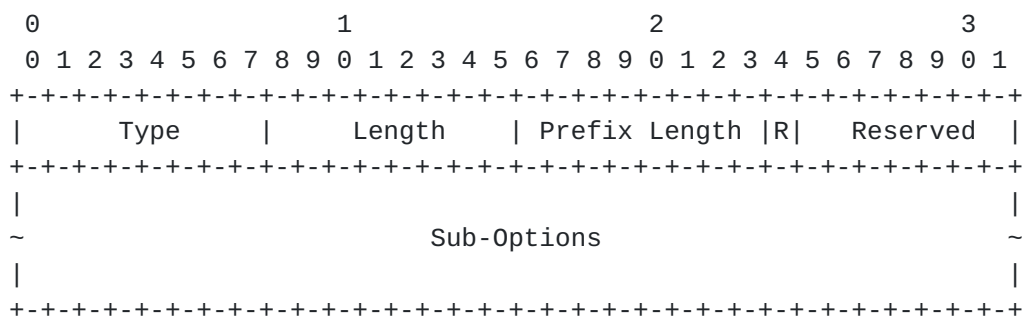 0                   1                   2                   3
 0 1 2 3 4 5 6 7 8 9 0 1 2 3 4 5 6 7 8 9 0 1 2 3 4 5 6 7 8 9 0 1
+-+-+-+-+-+-+-+-+-+-+-+-+-+-+-+-+-+-+-+-+-+-+-+-+-+-+-+-+-+-+-+-+
|      Type     |     Length    | Prefix Length |R|   Reserved  |
+-+-+-+-+-+-+-+-+-+-+-+-+-+-+-+-+-+-+-+-+-+-+-+-+-+-+-+-+-+-+-+-+
|                                                               |
~                          Sub-Options                          ~
|                                                               |
+-+-+-+-+-+-+-+-+-+-+-+-+-+-+-+-+-+-+-+-+-+-+-+-+-+-+-+-+-+-+-+-+